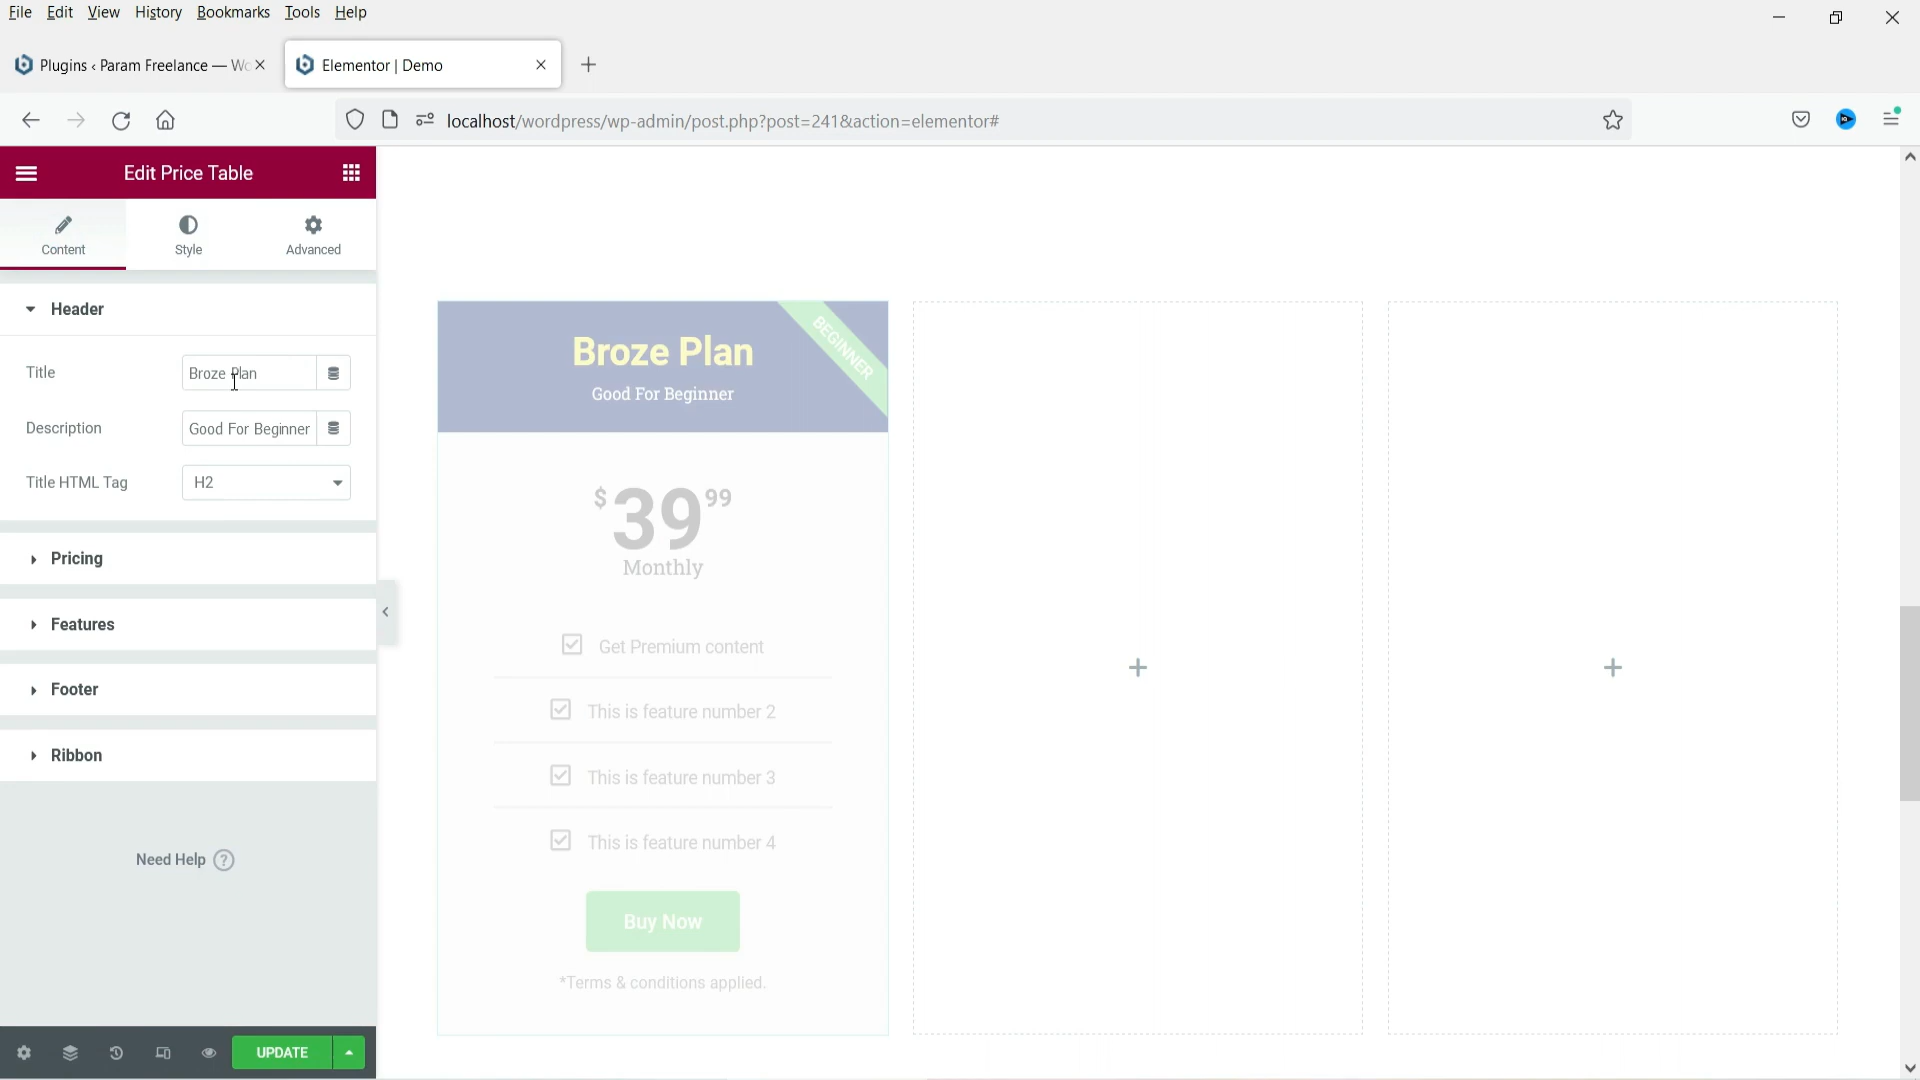 File Edit View History Bookmarks Tools Help
Plugins ‹ Param Freelance — Wo
Elementor | Demo
localhost/wordpress/wp-admin/post.php?post=241&action=elementor#
Edit Price Table
Content Style Advanced
Header
Title Broze Plan
Description Good For Beginner
Title HTML Tag H2
Pricing
Features
Footer
Ribbon
Need Help ?
UPDATE
BEGINNER
Broze Plan
Good For Beginner
$ 39 99
Monthly
Get Premium content
This is feature number 2
This is feature number 3
This is feature number 4
Buy Now
*Terms & conditions applied.